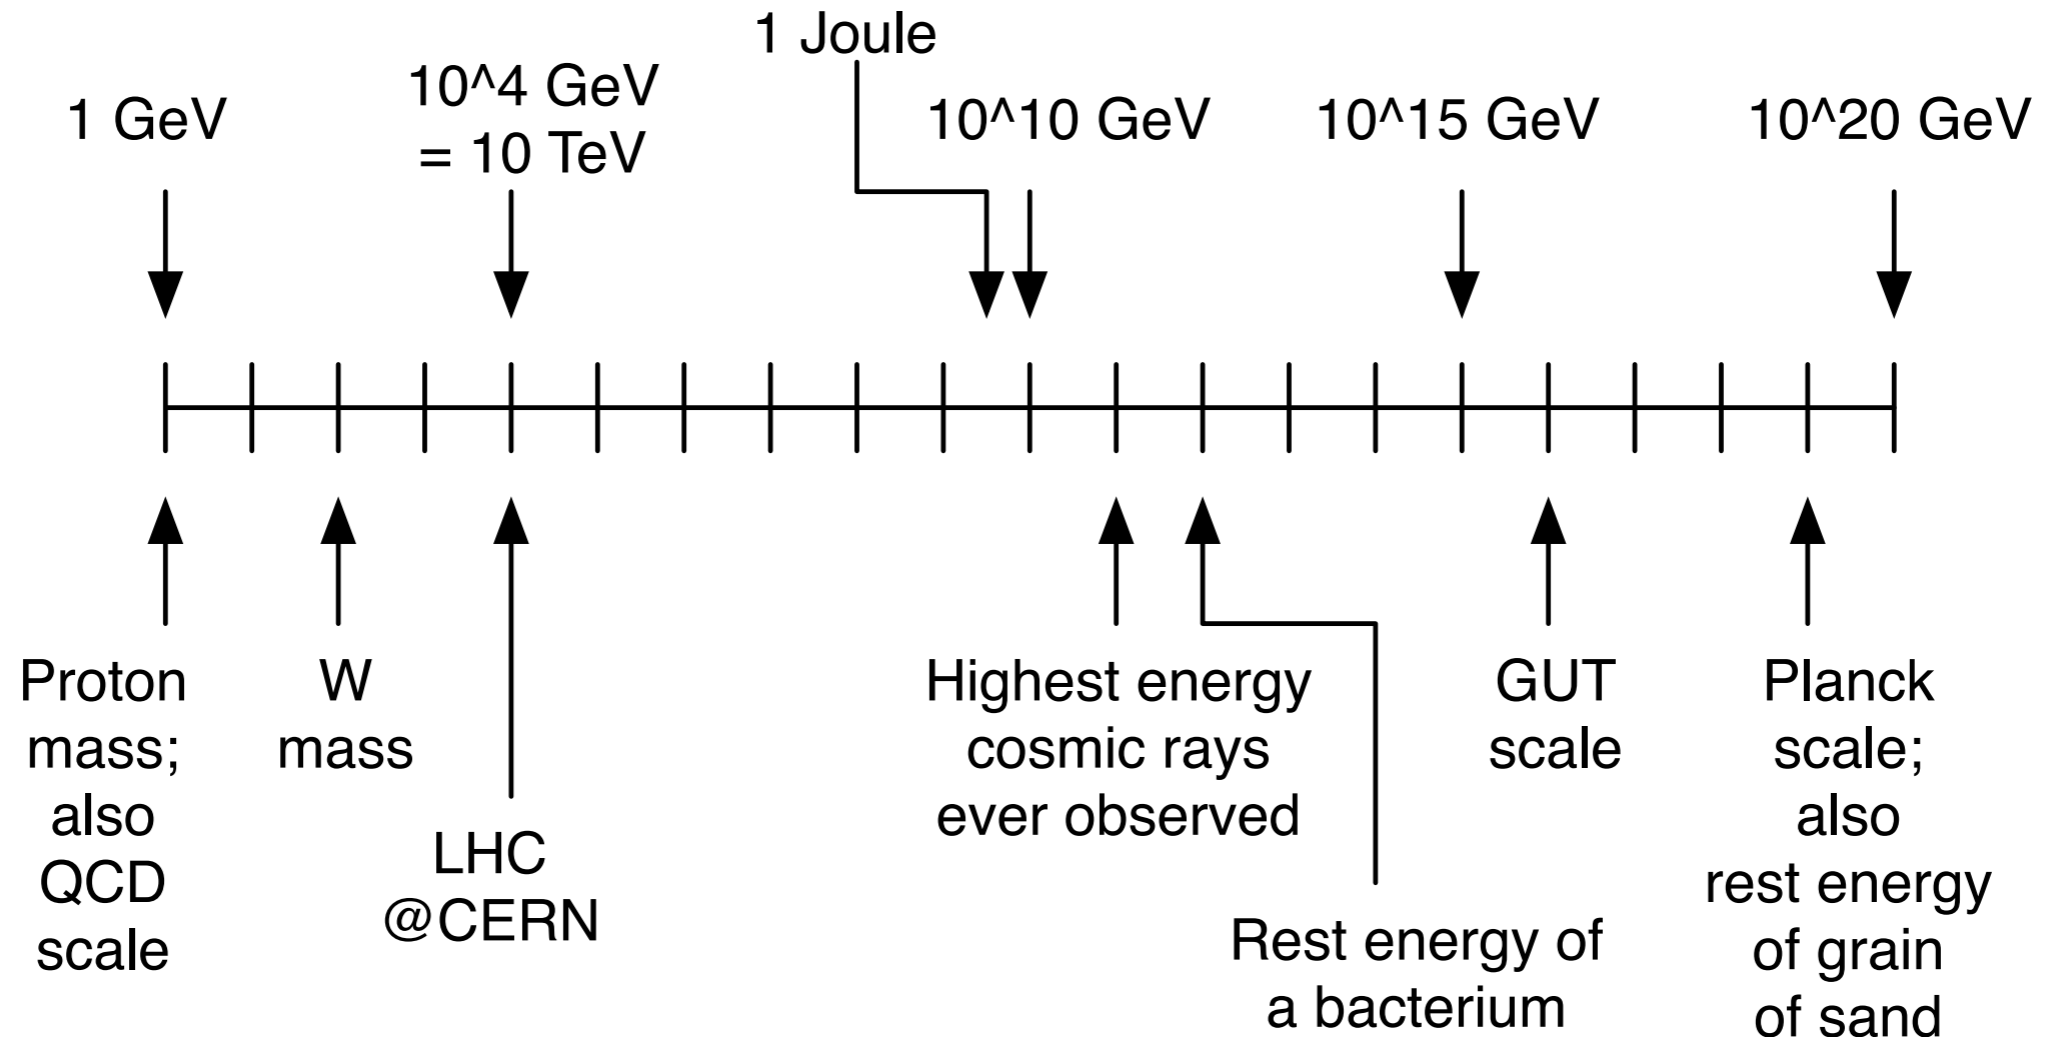 1 Joule
1 GeV
10^4 GeV
= 10 TeV
10^10 GeV
10^15 GeV
10^20 GeV
Proton
mass;
also
QCD
scale
W
mass
LHC
@CERN
Highest energy
cosmic rays
ever observed
Rest energy of
a bacterium
GUT
scale
Planck
scale;
also
rest energy
of grain
of sand